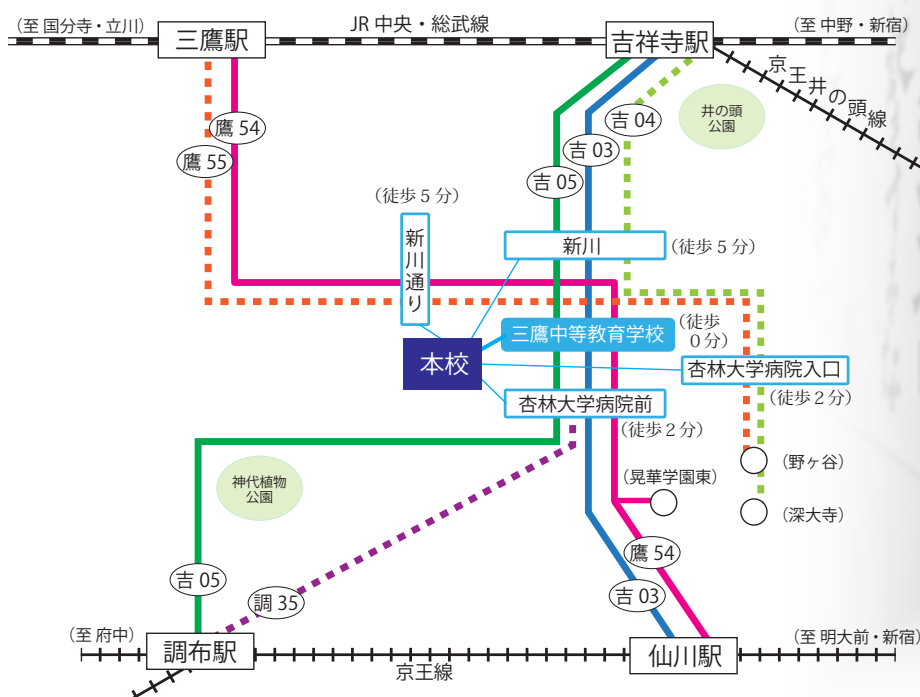 (至 国分寺・立川)
三鷹駅
JR 中央・総武線
吉祥寺駅
(至 中野・新宿)
京王井の頭線
井の頭
公園
鷹 54
鷹 55
吉 04
吉 03
吉 05
(徒歩 5 分)
新川通り
新川
(徒歩 5 分)
三鷹中等教育学校
(徒歩
0分)
本校
杏林大学病院入口
(徒歩 2 分)
杏林大学病院前
(徒歩 2 分)
(野ヶ谷)
(晃華学園東)
(深大寺)
神代植物
公園
鷹 54
吉 05
調 35
吉 03
(至 府中)
調布駅
京王線
仙川駅
(至 明大前・新宿)